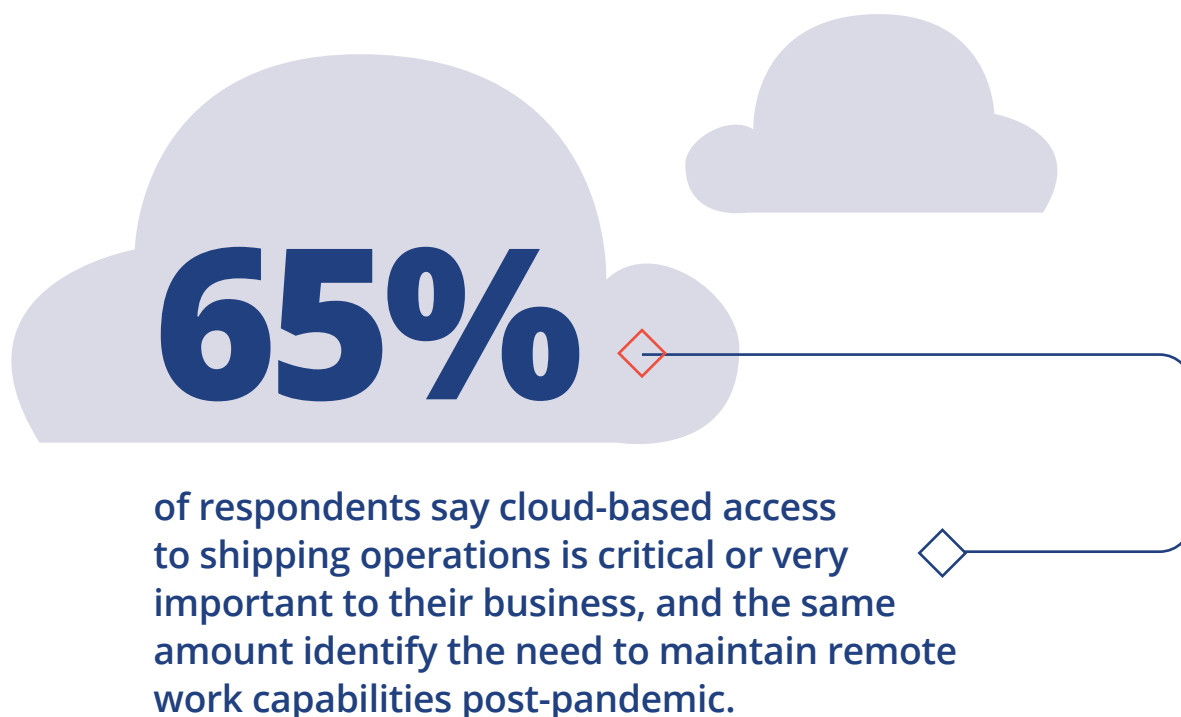 65%
of respondents say cloud-based access
to shipping operations is critical or very
important to their business, and the same
amount identify the need to maintain remote
work capabilities post-pandemic.